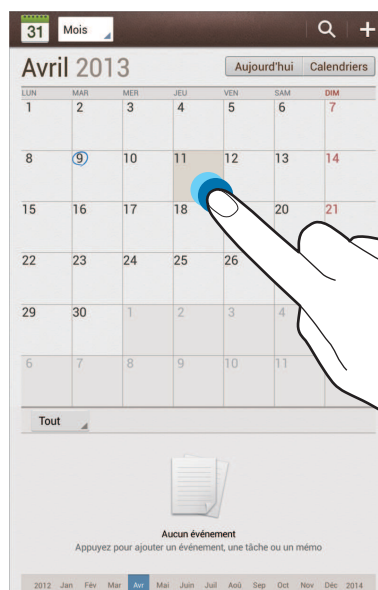 31 Mois
Avril 2013 Aujourd'hui Calendriers
LUN MAR MER JEU VEN SAM DIM
1 2 3 4 5 6 7
8 9 10 11 12 13 14
15 16 17 18 20 21
22 23 24 25 26
29 30 1 2 3 4
6 7 8 9 10 11
Tout
Aucun événement
Appuyez pour ajouter un événement, une tâche ou un mémo
2012 Jan Fév Mar Avr Mai Juin Juil Aoû Sep Oct Nov Déc 2014